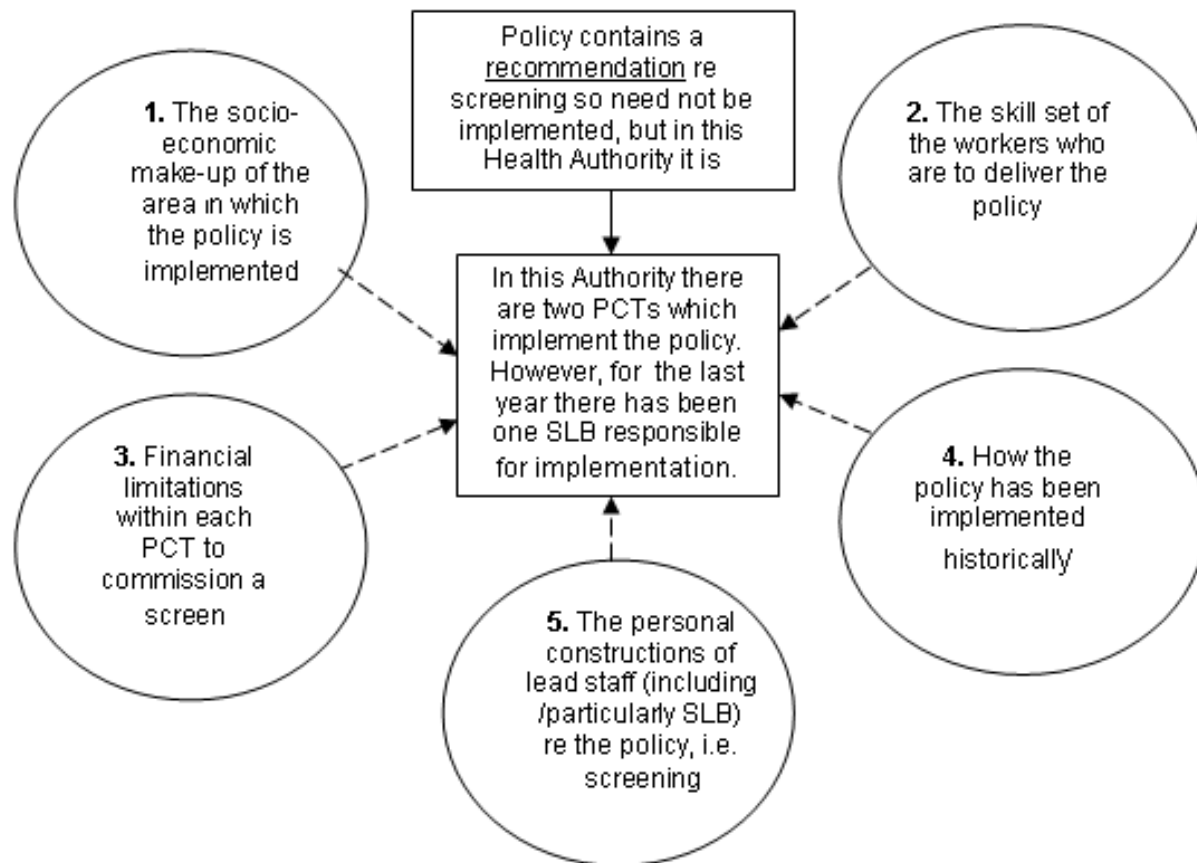 Policy contains a
recommendation re
screening so need not be
implemented, but in this
Health Authority it is
1. The socio-
economic
make-up of the
area in which
the policy is
implemented
2. The skill set of
the workers who
are to deliver the
policy
In this Authority there
are two PCTs which
implement the policy.
However, for the last
year there has been
one SLB responsible
for implementation.
3. Financial
limitations
within each
PCT to
commission a
screen
4. How the
policy has been
implemented
historically
5. The personal
constructions of
lead staff (including
/particularly SLB)
re the policy, i.e.
screening